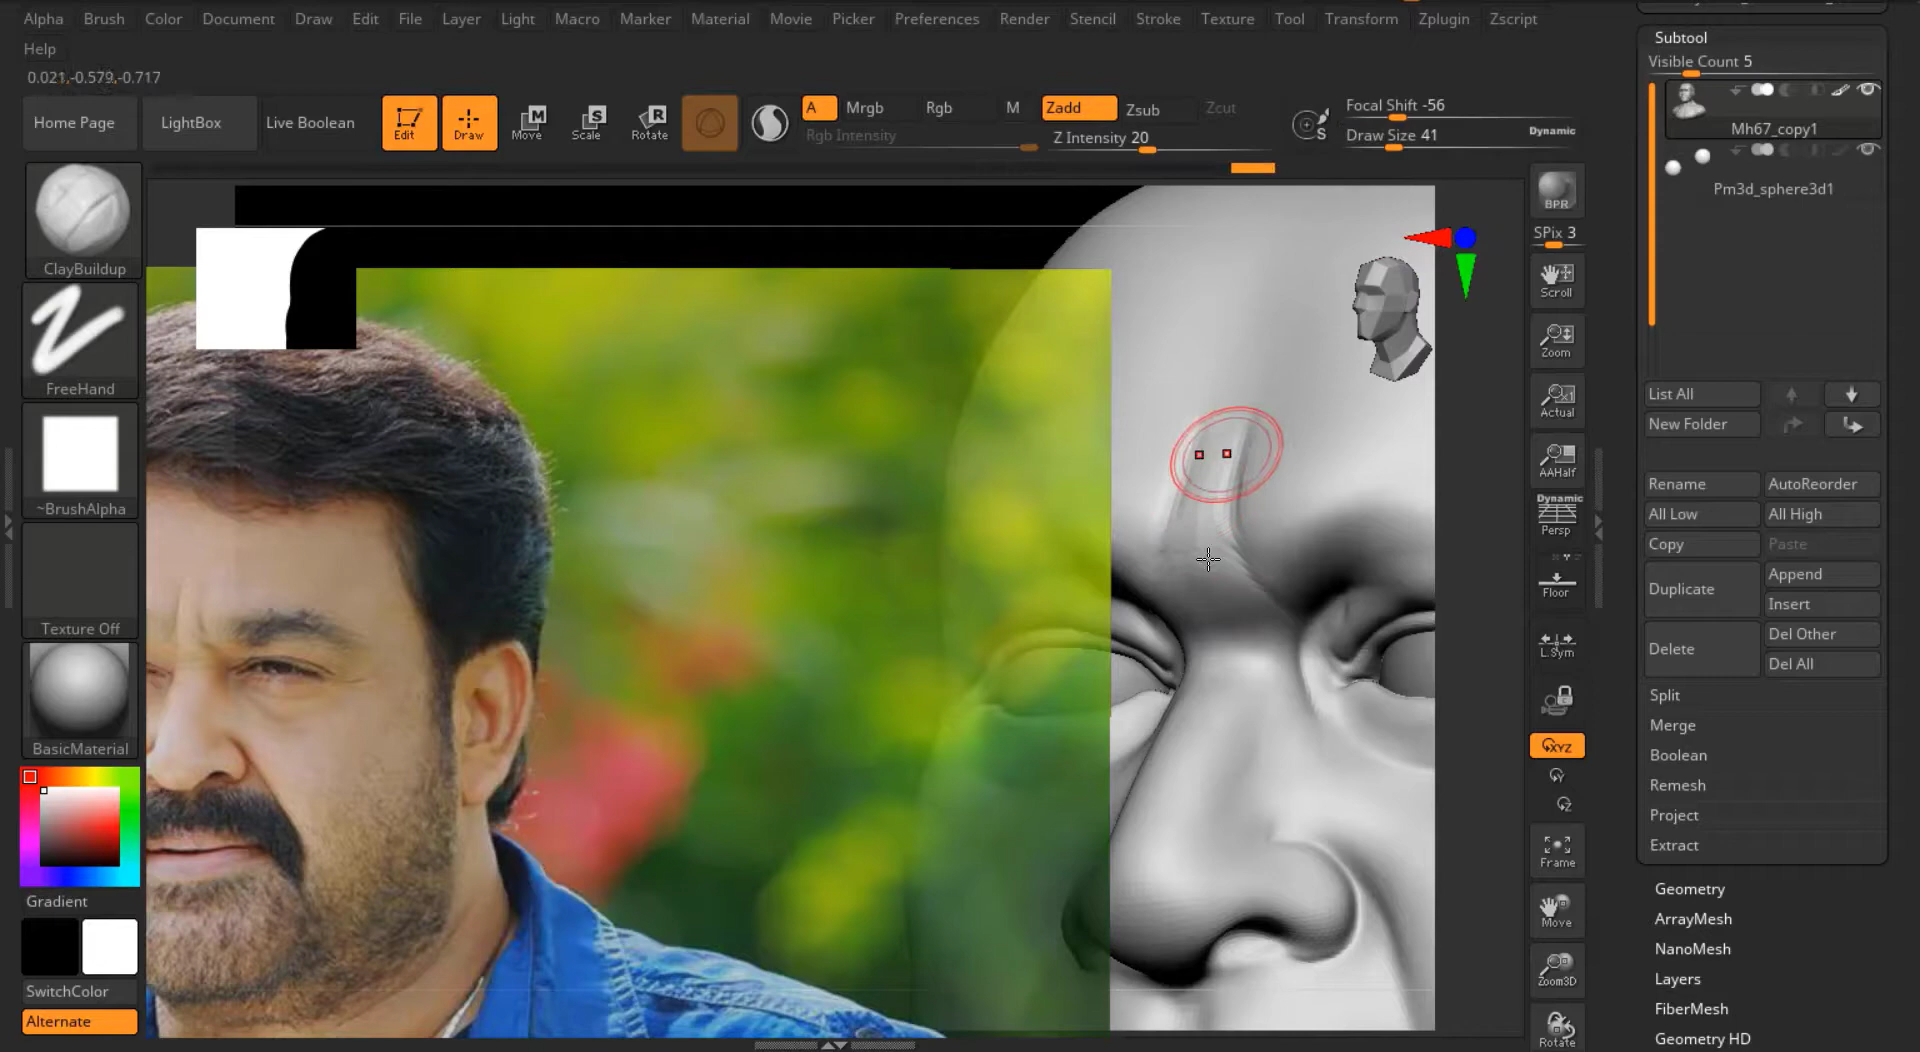 Alpha Brush Color Document Draw Edit File Layer Light Macro Marker Material Movie Picker Preferences Render Stencil Stroke Texture Tool Transform Zplugin Zscript
Help
0.021,-0.579,-0.717
Home Page
LightBox
Live Boolean
Edit
Draw
Move
Scale
Rotate
A
Mrgb
Rgb
M
Rgb Intensity
Zadd
Zsub
Zcut
Z Intensity 20
Focal Shift -56
Draw Size 41
Dynamic
ClayBuildup
FreeHand
~BrushAlpha
Texture Off
BasicMaterial
Gradient
SwitchColor
Alternate
BPR
SPix 3
Scroll
Zoom
Actual
AAHalf
Dynamic
Persp
Floor
L.Sym
XYZ
Y
Z
Frame
Move
Zoom3D
Rotate
Subtool
Visible Count 5
Mh67_copy1
Pm3d_sphere3d1
List All
New Folder
Rename AutoReorder
All Low All High
Copy Paste
Duplicate
Append
Insert
Delete
Del Other
Del All
Split
Merge
Boolean
Remesh
Project
Extract
Geometry
ArrayMesh
NanoMesh
Layers
FiberMesh
Geometry HD